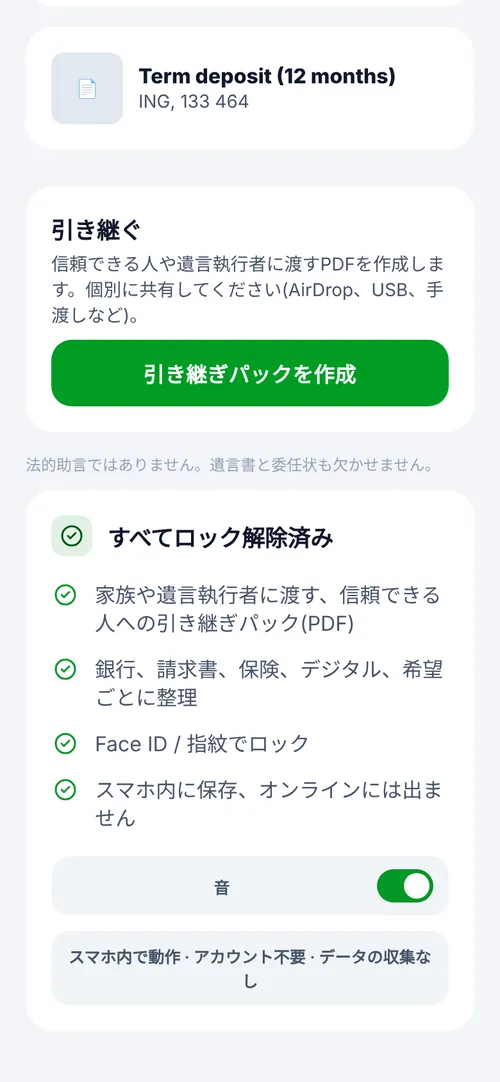 Term deposit (12 months)
ING, 133 464
引き継ぐ
信頼できる人や遺言執行者に渡すPDFを作成しま
す。個別に共有してください(AirDrop、USB、手
渡しなど)。
引き継ぎパックを作成
法的助言ではありません。遺言書と委任状も欠かせません。
すべてロック解除済み
家族や遺言執行者に渡す、信頼できる
人への引き継ぎパック(PDF)
銀行、請求書、保険、デジタル、希望
ごとに整理
Face ID / 指紋でロック
スマホ内に保存、オンラインには出ま
せん
音
スマホ内で動作 · アカウント不要 · データの収集な
し